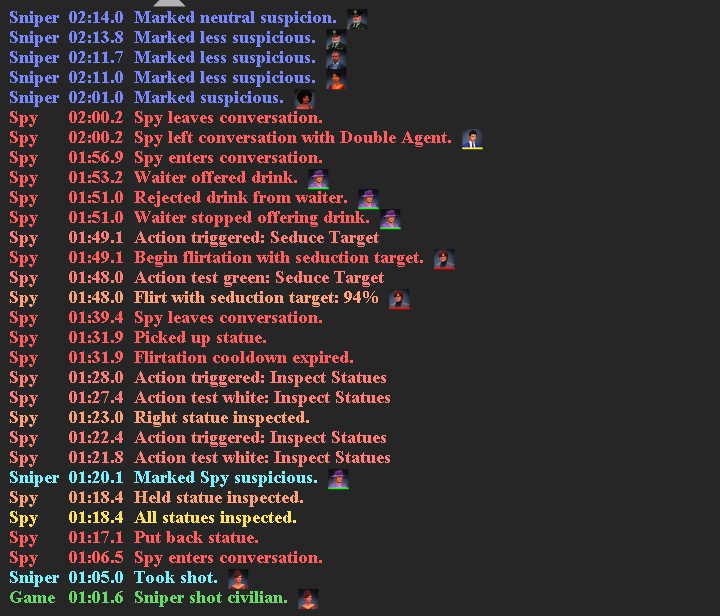 Sniper 02:14.0 Marked neutral suspicion.
Sniper 02:13.8 Marked less suspicious.
Sniper 02:11.7 Marked less suspicious.
Sniper 02:11.0 Marked less suspicious.
Sniper 02:01.0 Marked suspicious.
Spy 02:00.2 Spy leaves conversation.
Spy 02:00.2 Spy left conversation with Double Agent.
Spy 01:56.9 Spy enters conversation.
Spy 01:53.2 Waiter offered drink.
Spy 01:51.0 Rejected drink from waiter.
Spy 01:51.0 Waiter stopped offering drink.
Spy 01:49.1 Action triggered: Seduce Target
Spy 01:49.1 Begin flirtation with seduction target.
Spy 01:48.0 Action test green: Seduce Target
Spy 01:48.0 Flirt with seduction target: 94%
Spy 01:39.4 Spy leaves conversation.
Spy 01:31.9 Picked up statue.
Spy 01:31.9 Flirtation cooldown expired.
Spy 01:28.0 Action triggered: Inspect Statues
Spy 01:27.4 Action test white: Inspect Statues
Spy 01:23.0 Right statue inspected.
Spy 01:22.4 Action triggered: Inspect Statues
Spy 01:21.8 Action test white: Inspect Statues
Sniper 01:20.1 Marked Spy suspicious.
Spy 01:18.4 Held statue inspected.
Spy 01:18.4 All statues inspected.
Spy 01:17.1 Put back statue.
Spy 01:06.5 Spy enters conversation.
Sniper 01:05.0 Took shot.
Game 01:01.6 Sniper shot civilian.